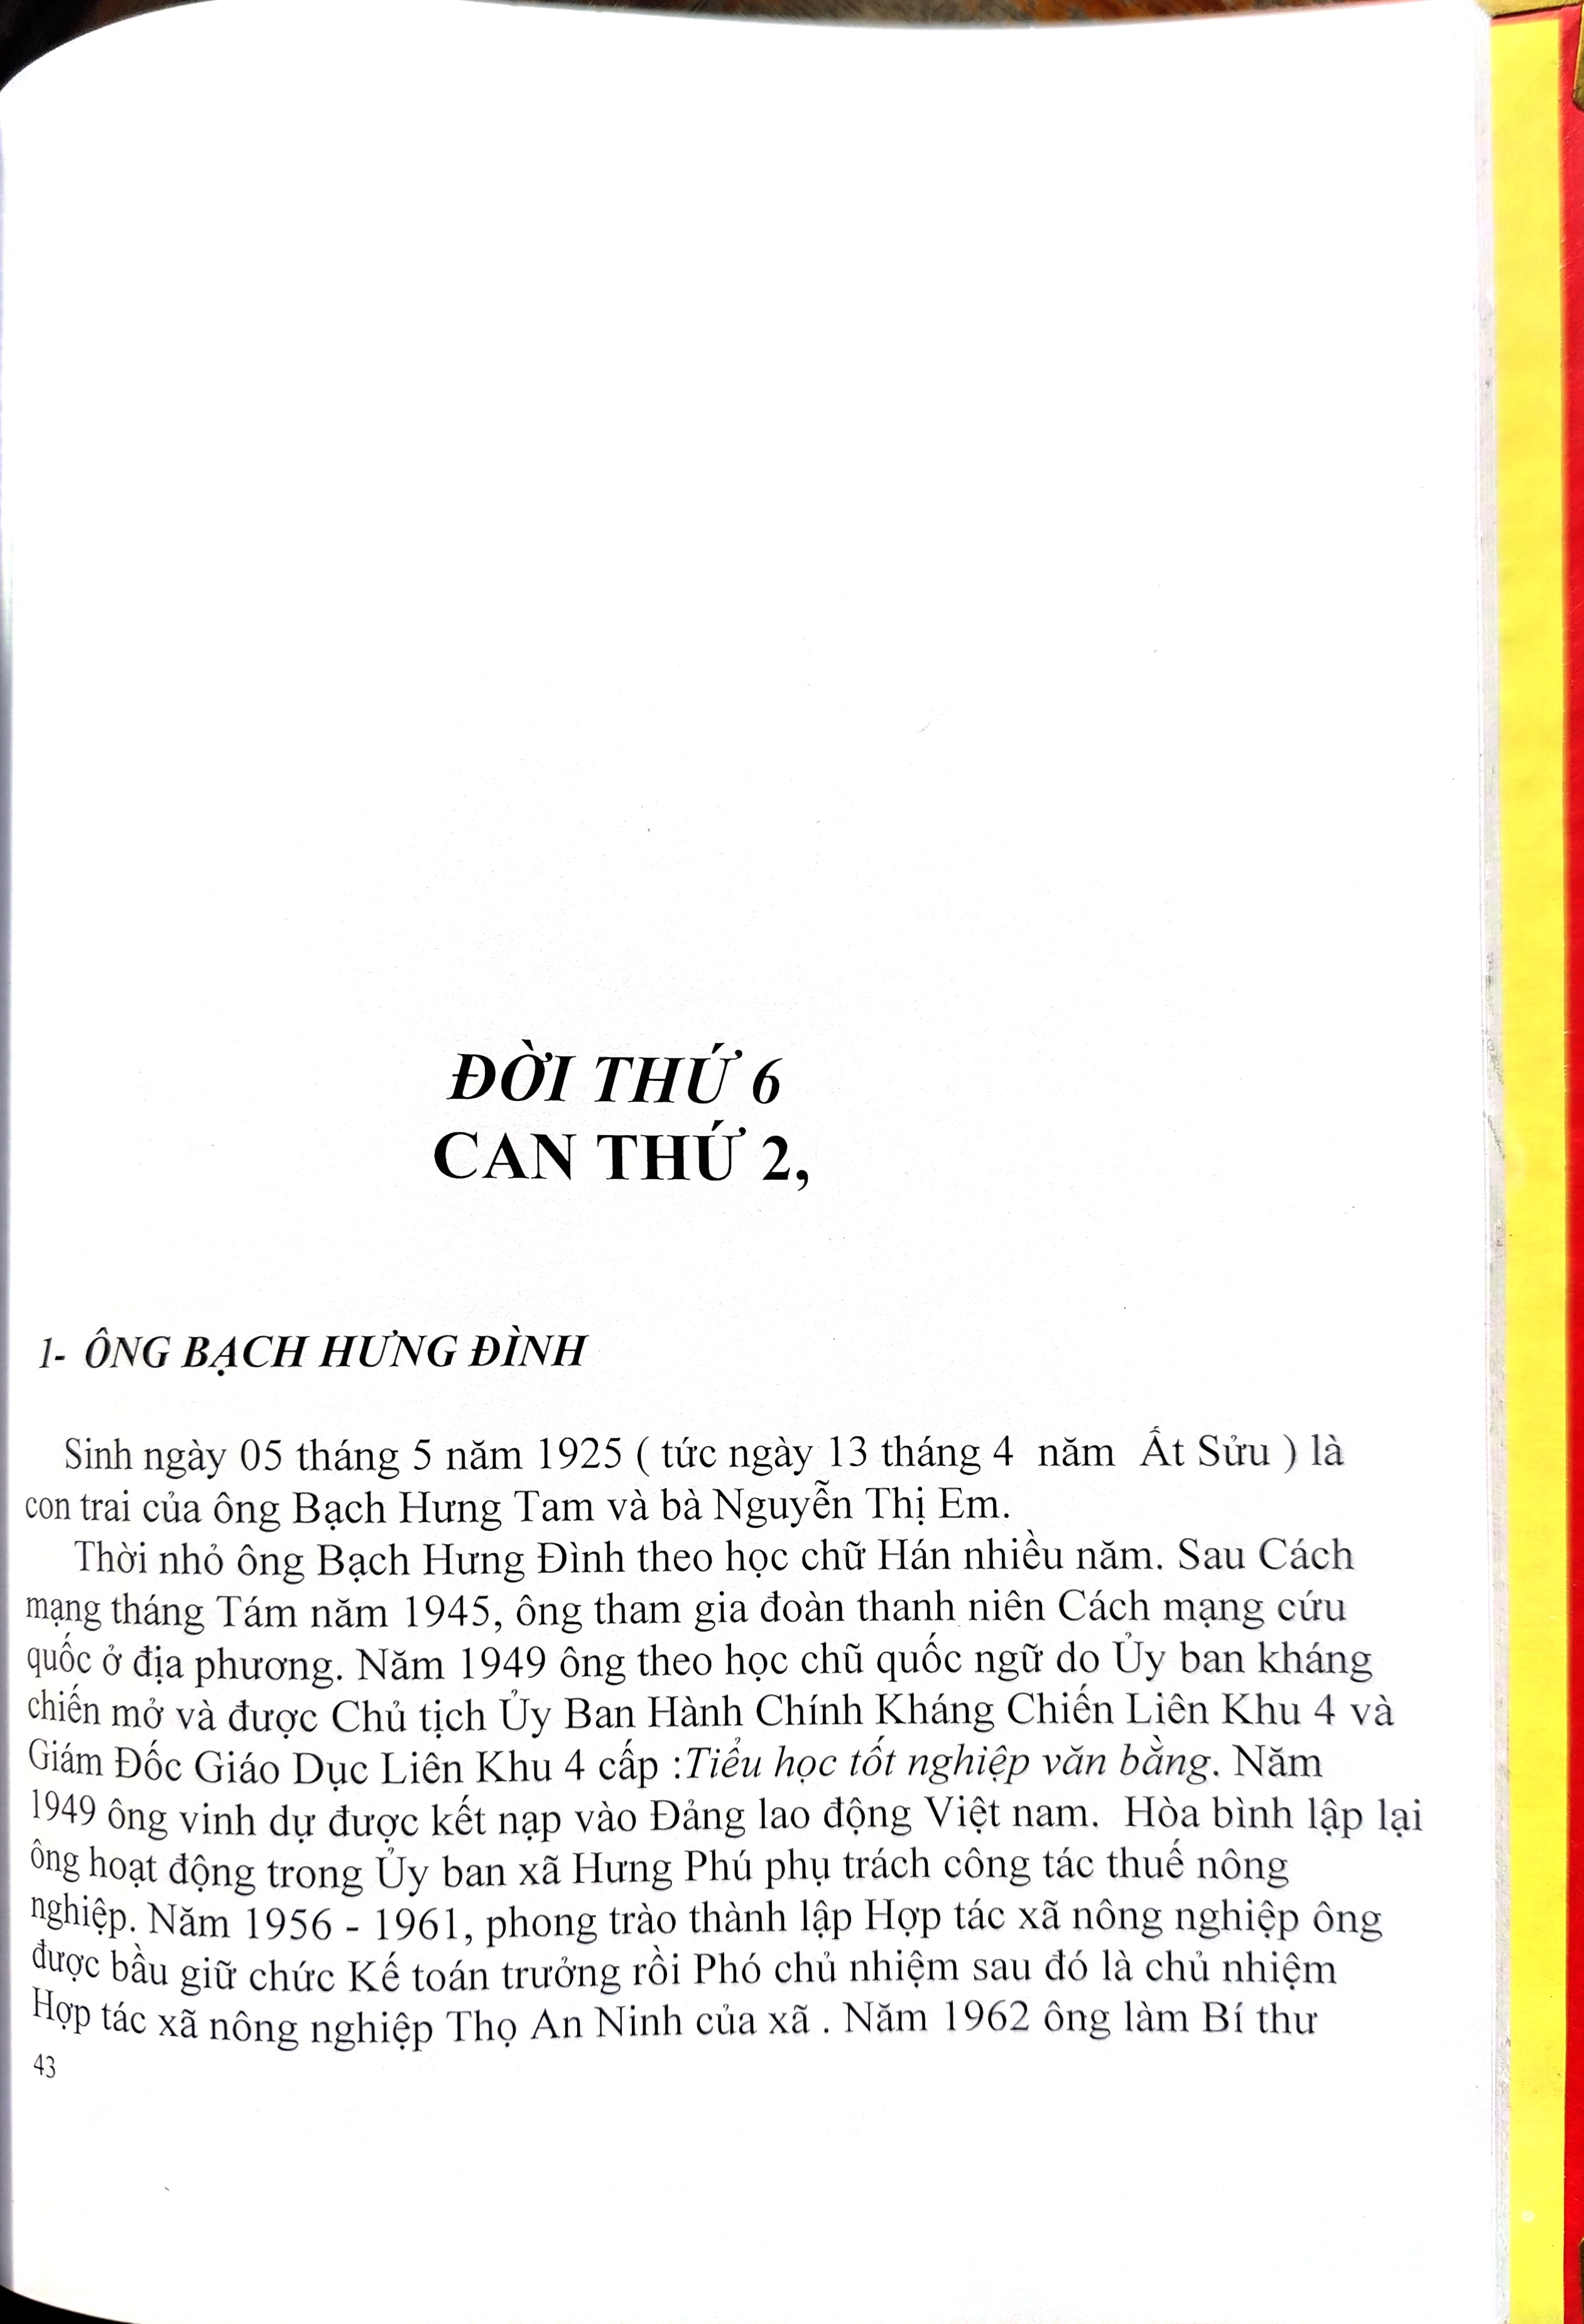 ĐỜI THỨ 6
CAN THỨ 2,
1- ÔNG BẠCH HƯNG ĐÌNH
Sinh ngày 05 tháng 5 năm 1925 ( tức ngày 13 tháng 4 năm Ất Sửu ) là
con trai của ông Bạch Hưng Tam và bà Nguyễn Thị Em.
Thời nhỏ ông Bạch Hưng Đình theo học chữ Hán nhiều năm. Sau Cách
mạng tháng Tám năm 1945, ông tham gia đoàn thanh niên Cách mạng cứu
quốc ở địa phương. Năm 1949 ông theo học chũ quốc ngữ do Ủy ban kháng
chiến mở và được Chủ tịch Ủy Ban Hành Chính Kháng Chiến Liên Khu 4 và
Giám Đốc Giáo Dục Liên Khu 4 cấp :Tiểu học tốt nghiệp văn bằng. Năm
1949 ông vinh dự được kết nạp vào Đảng lao động Việt nam. Hòa bình lập lại
ông hoạt động trong Ủy ban xã Hưng Phú phụ trách công tác thuế nông
nghiệp. Năm 1956 - 1961, phong trào thành lập Hợp tác xã nông nghiệp ông
được bầu giữ chức Kế toán trưởng rồi Phó chủ nhiệm sau đó là chủ nhiệm
Hợp tác xã nông nghiệp Thọ An Ninh của xã . Năm 1962 ông làm Bí thư
43